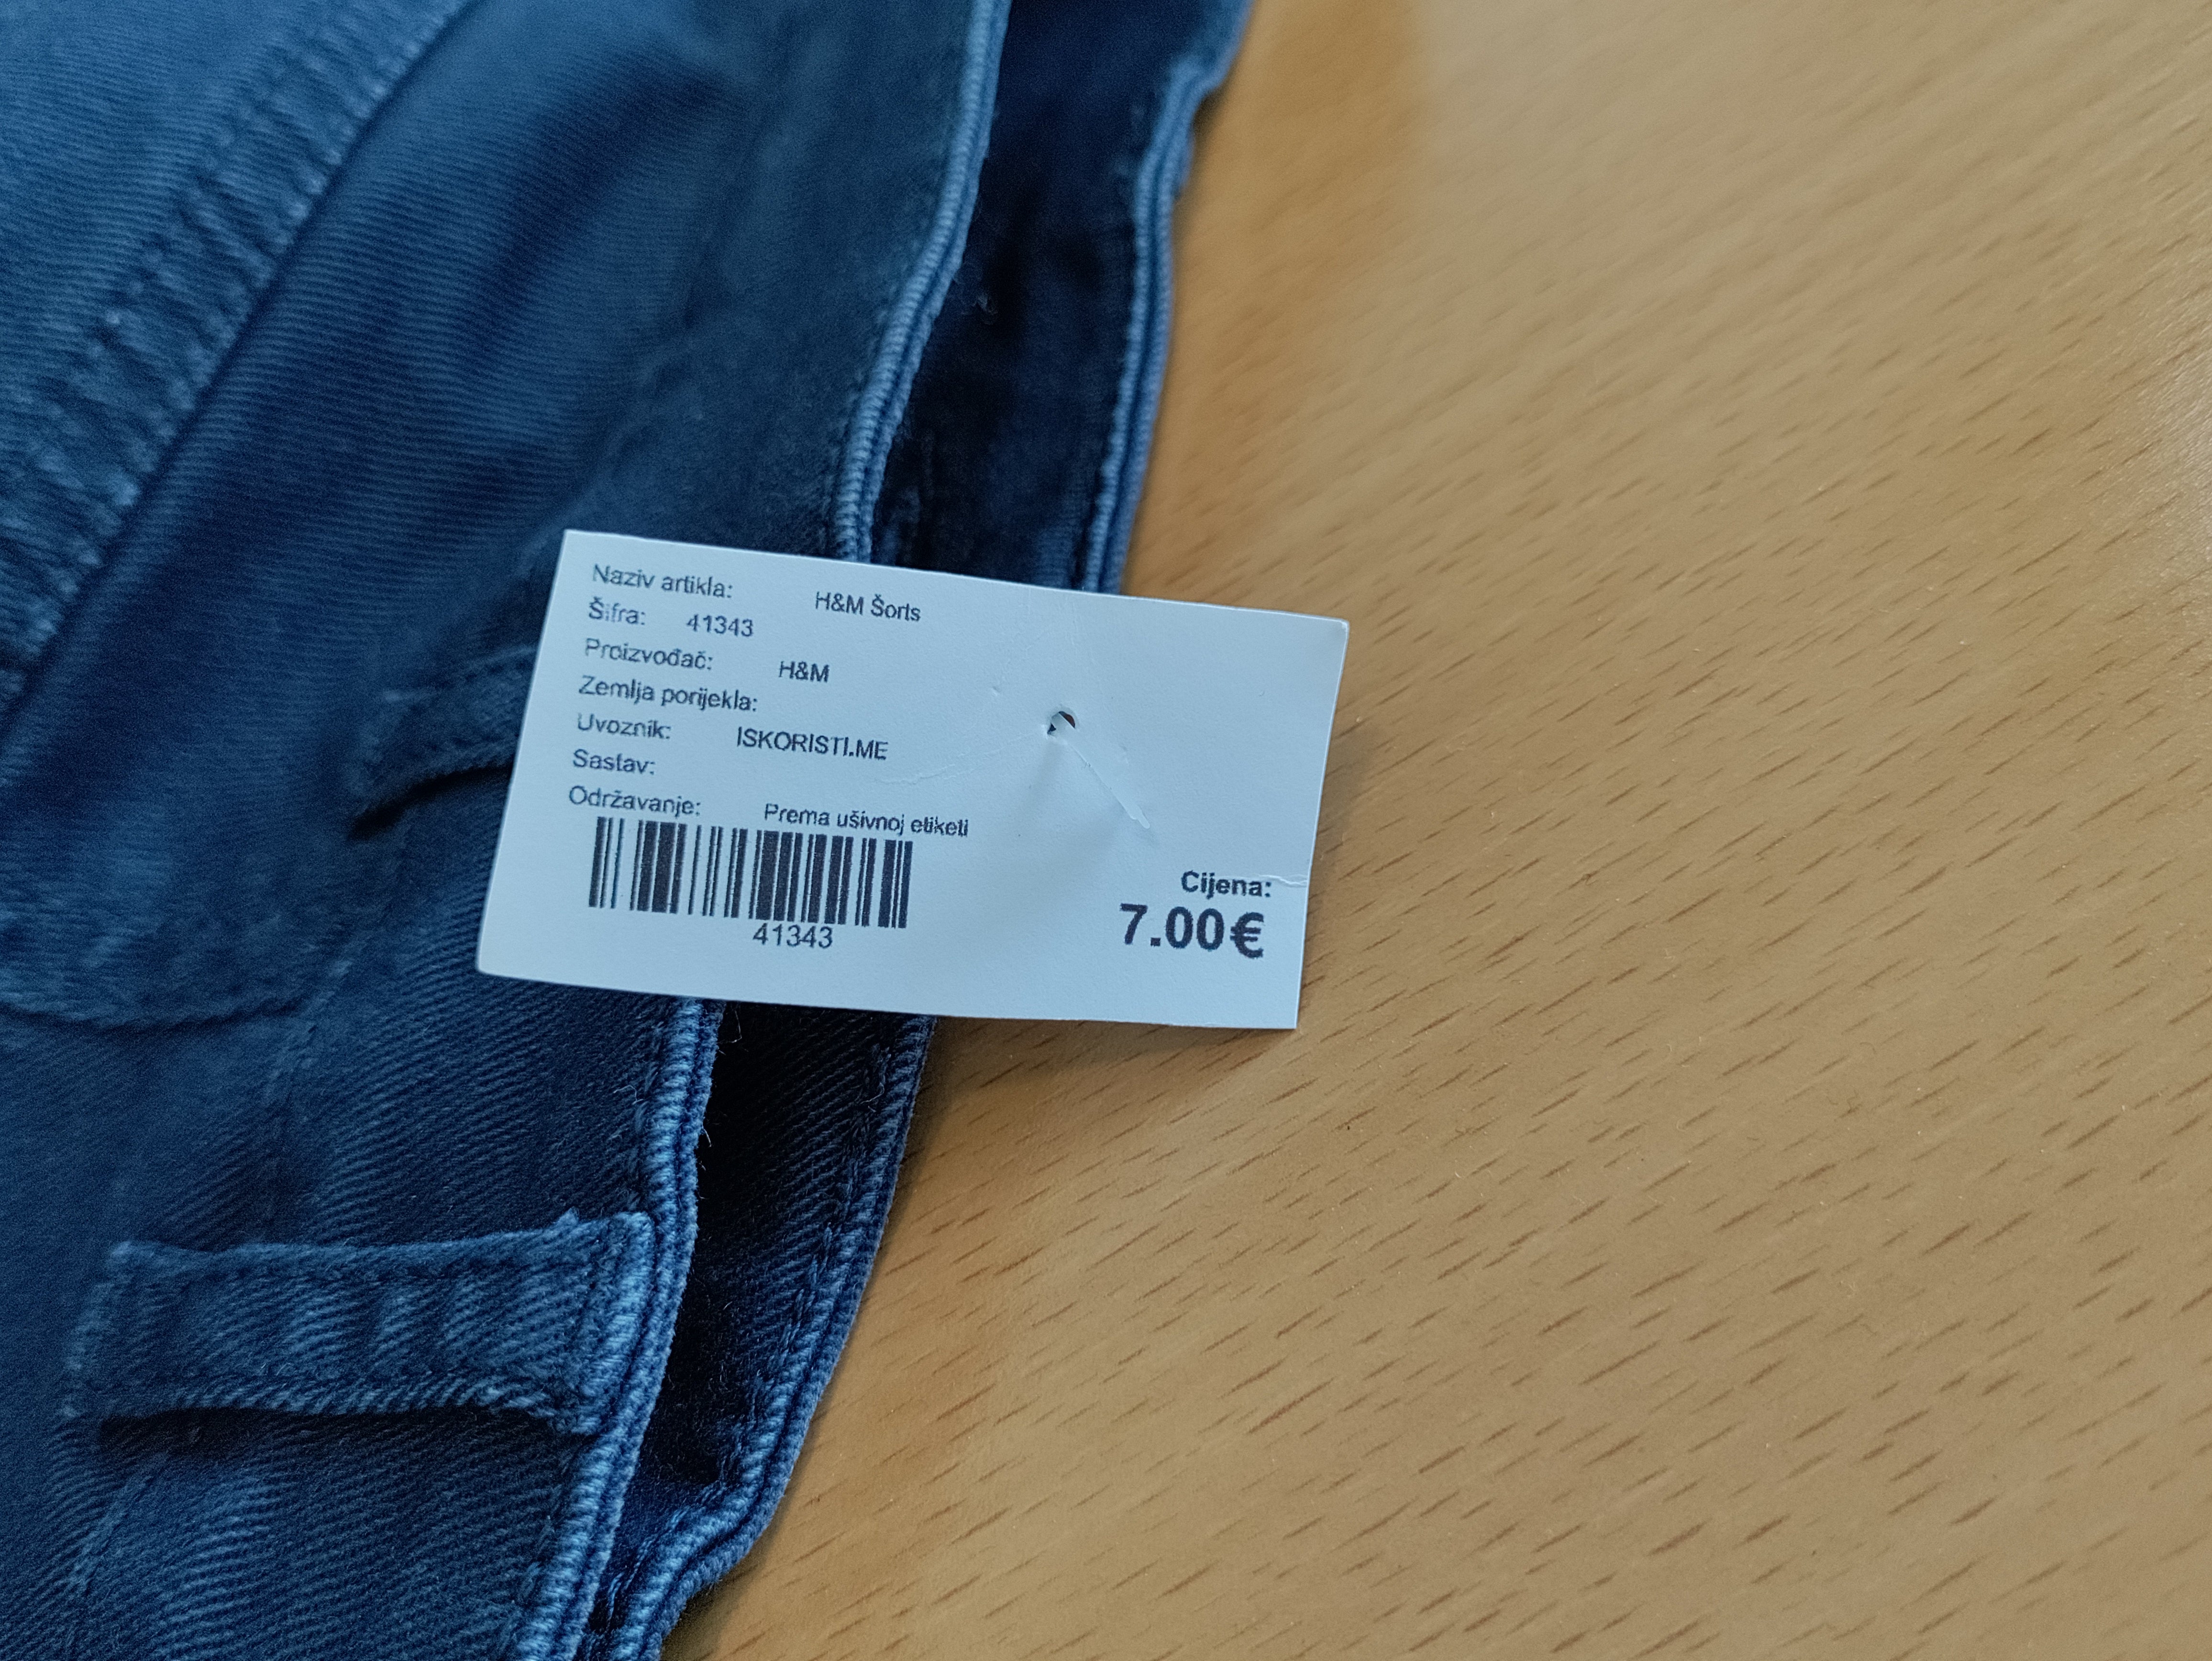 Naziv artikla: H&M Šorts
Šifra: 41343
Proizvođač: H&M
Zemlja porijekla:
Uvoznik: ISKORISTI.ME
Sastav:
Održavanje: Prema ušivnoj etiketi
41343
Cijena:
7.00€